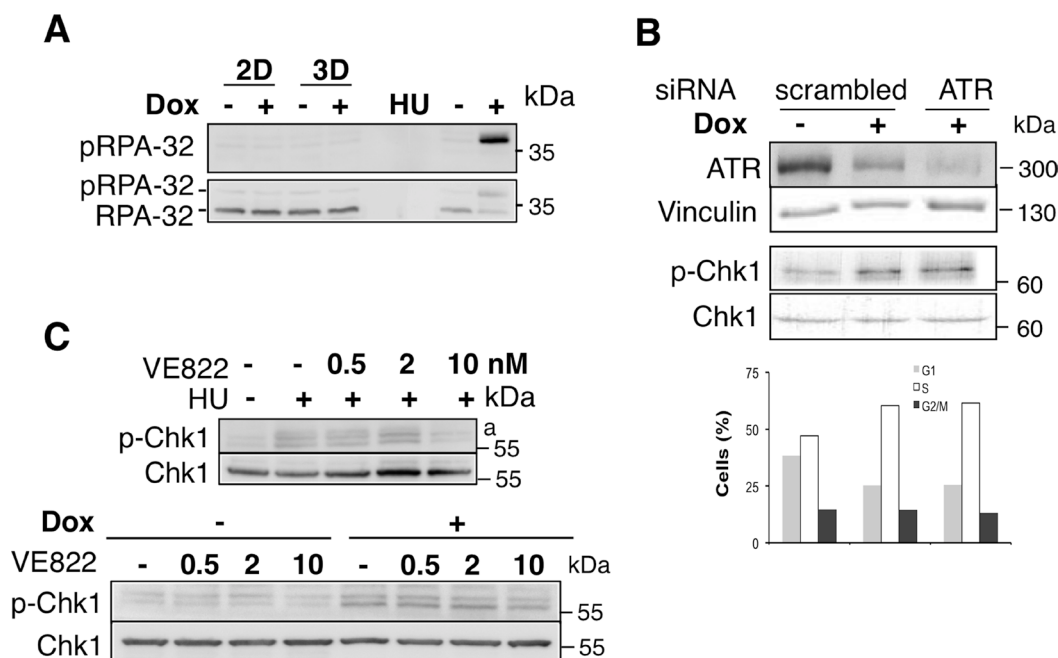 A
2D 3D
Dox - + - + HU - + kDa
pRPA-32
35
pRPA-32
RPA-32
35
B
siRNA scrambled ATR
Dox - + + kDa
ATR 300
Vinculin 130
p-Chk1
60
Chk1
60
75
50
25
0
Cells (%)
G1
S
G2/M
C
VE822 - - 0.5 2 10 nM
HU - + + + + kDa
p-Chk1 a
55
Chk1 55
Dox - +
VE822 - 0.5 2 10 - 0.5 2 10 kDa
p-Chk1 55
Chk1 55